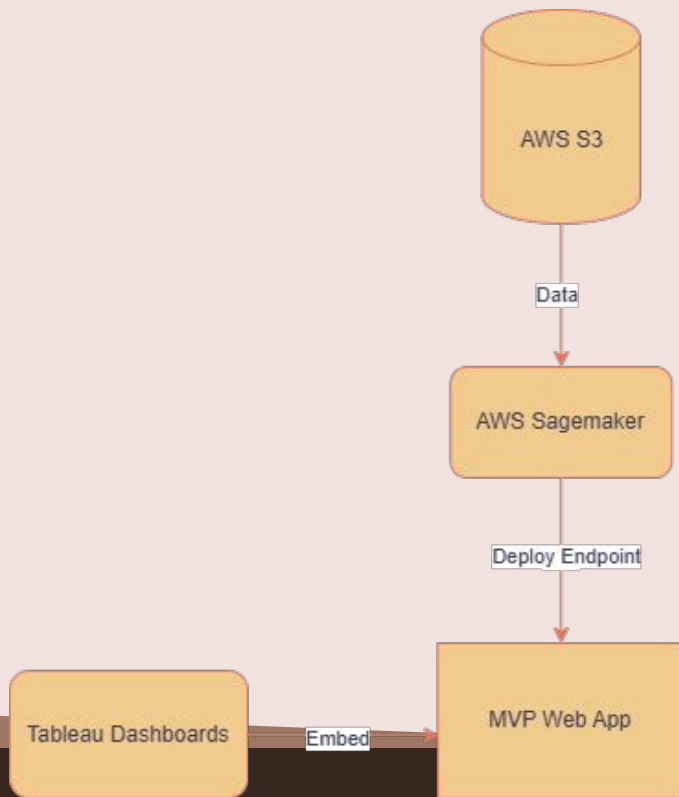 AWS S3
Data
AWS Sagemaker
Deploy Endpoint
MVP Web App
Tableau Dashboards
Embed